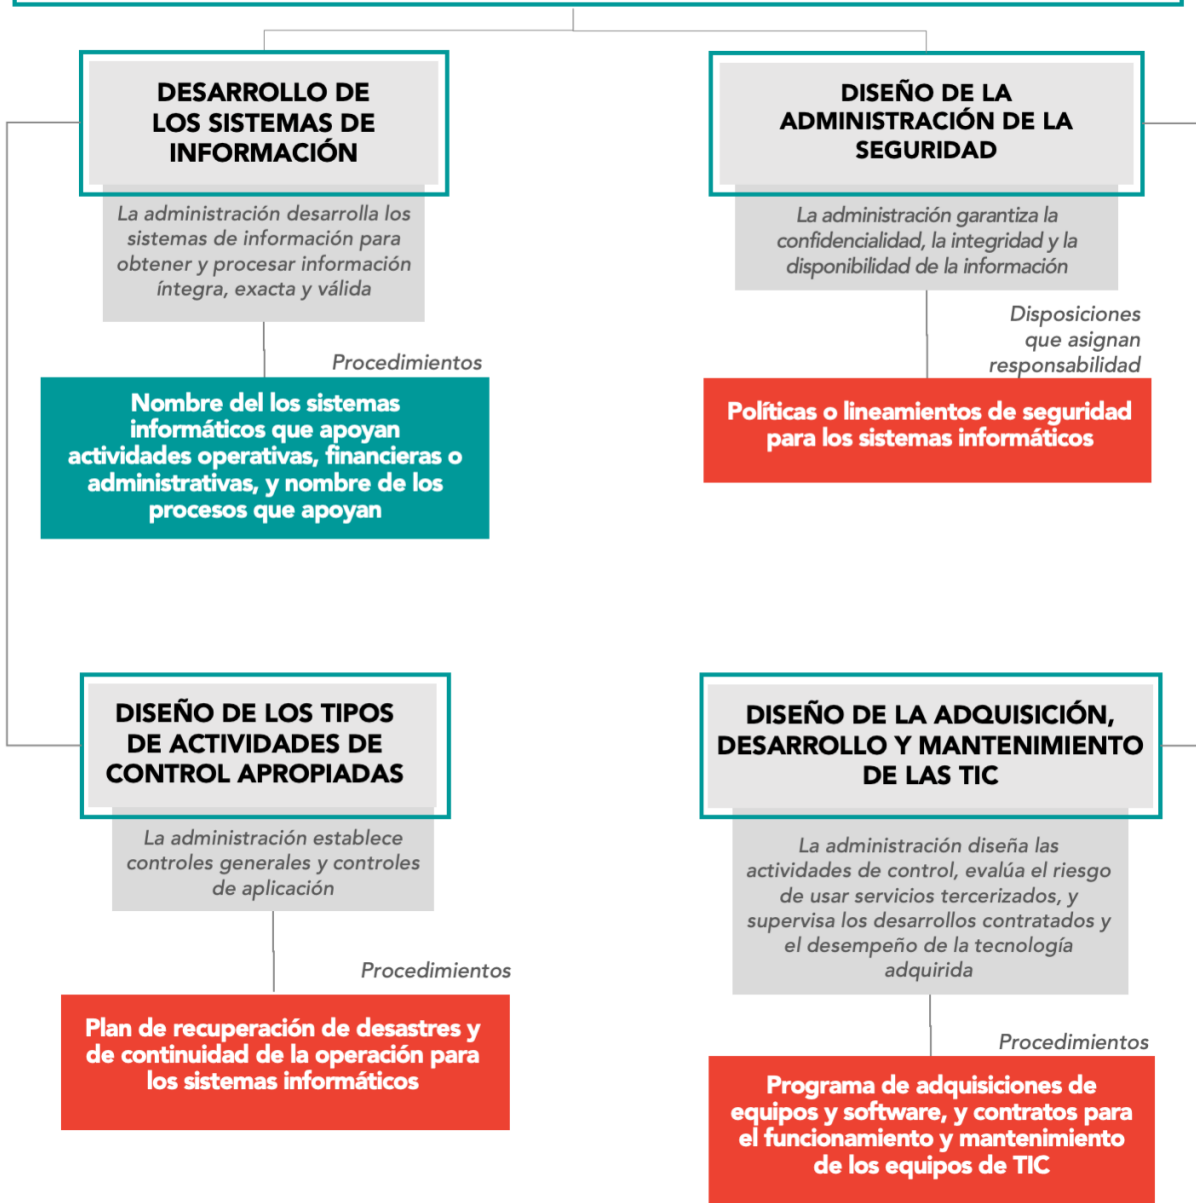 DESARROLLO DE
LOS SISTEMAS DE
INFORMACIÓN
La administración desarrolla los
sistemas de información para
obtener y procesar información
íntegra, exacta y válida
Procedimientos
Nombre del los sistemas
informáticos que apoyan
actividades operativas, financieras o
administrativas, y nombre de los
procesos que apoyan
DISEÑO DE LA
ADMINISTRACIÓN DE LA
SEGURIDAD
La administración garantiza la
confidencialidad, la integridad y la
disponibilidad de la información
Disposiciones
que asignan
responsabilidad
Políticas o lineamientos de seguridad
para los sistemas informáticos
DISEÑO DE LOS TIPOS
DE ACTIVIDADES DE
CONTROL APROPIADAS
La administración establece
controles generales y controles
de aplicación
Procedimientos
Plan de recuperación de desastres y
de continuidad de la operación para
los sistemas informáticos
DISEÑO DE LA ADQUISICIÓN,
DESARROLLO Y MANTENIMIENTO
DE LAS TIC
La administración diseña las
actividades de control, evalúa el riesgo
de usar servicios tercerizados, y
supervisa los desarrollos contratados y
el desempeño de la tecnología
adquirida
Procedimientos
Programa de adquisiciones de
equipos y software, y contratos para
el funcionamiento y mantenimiento
de los equipos de TIC